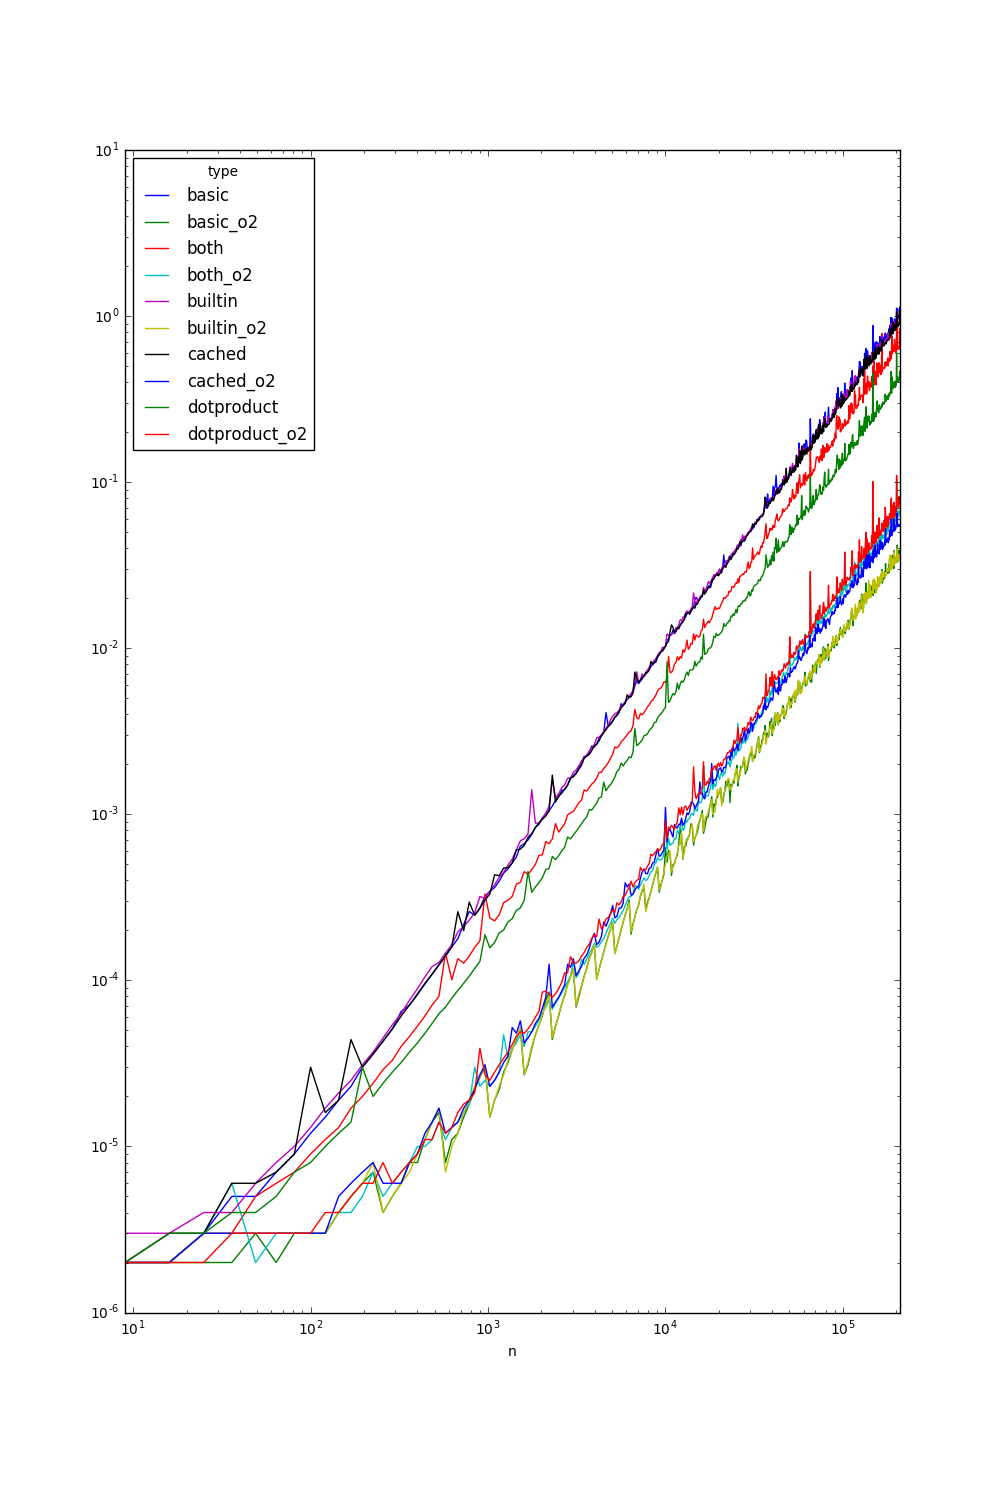 10^1
10^0
10^-1
10^-2
10^-3
10^-4
10^-5
10^-6
type
basic
basic_o2
both
both_o2
builtin
builtin_o2
cached
cached_o2
dotproduct
dotproduct_o2
10^1 10^2 10^3 10^4 10^5
n